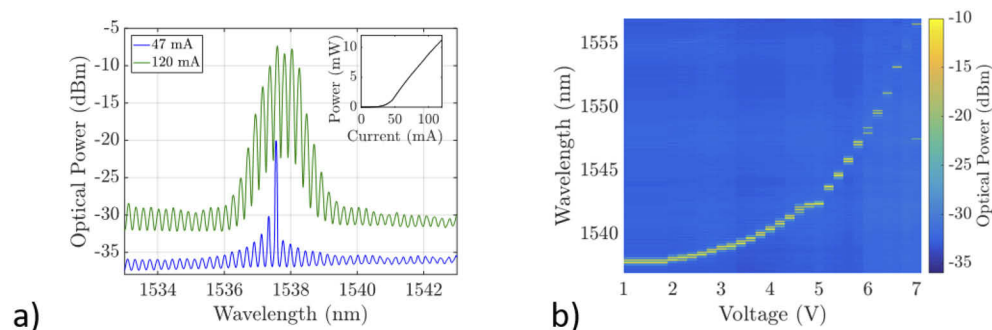 -5
-10
-15
-20
-25
-30
-35
Optical Power (dBm)
47 mA
120 mA
10
5
0
Power (mW)
0 50 100
Current (mA)
1534 1536 1538 1540 1542
Wavelength (nm)
a)
1555
1550
1545
1540
Wavelength (nm)
1 2 3 4 5 6 7
Voltage (V)
-10
-15
-20
-25
-30
-35
Optical Power (dBm)
b)